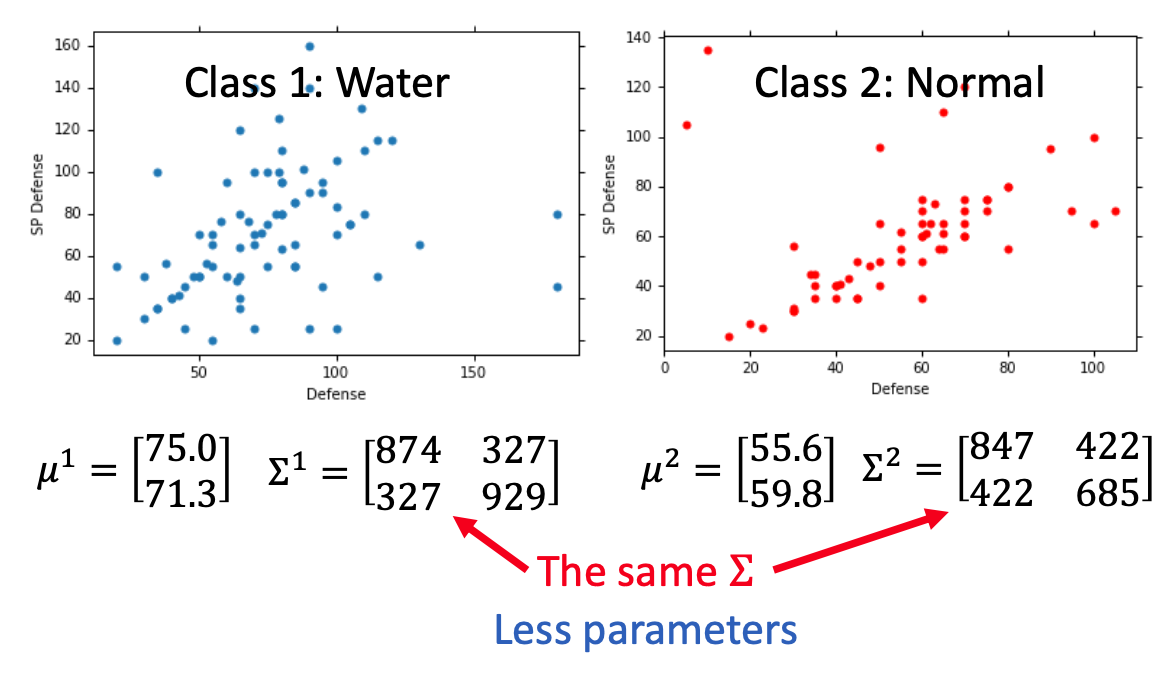 Class 1: Water
160
140
120
100
80
60
40
20
SP Defense
50 100 150
Defense
Class 2: Normal
140
120
100
80
60
40
20
SP Defense
0 20 40 60 80 100
Defense
μ¹ = [75.0
71.3]
Σ¹ = [874 327
327 929]
μ² = [55.6
59.8]
Σ² = [847 422
422 685]
The same Σ
Less parameters